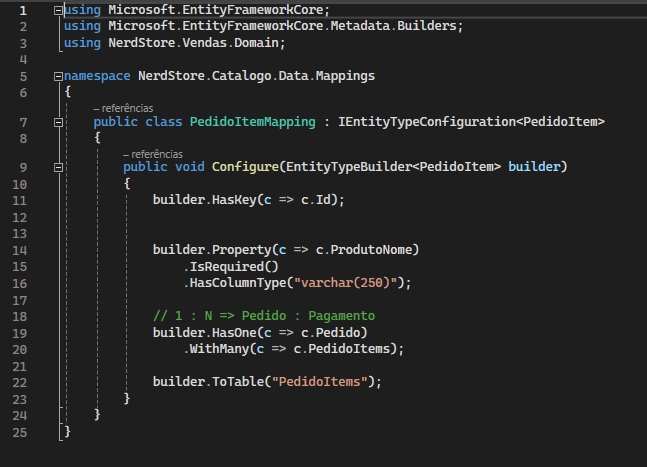 1 using Microsoft.EntityFrameworkCore;
2 using Microsoft.EntityFrameworkCore.Metadata.Builders;
3 using NerdStore.Vendas.Domain;
4
5 namespace NerdStore.Catalogo.Data.Mappings
6 {
– referências
7 public class PedidoItemMapping : IEntityTypeConfiguration<PedidoItem>
8 {
– referências
9 public void Configure(EntityTypeBuilder<PedidoItem> builder)
10 {
11 builder.HasKey(c => c.Id);
12
13
14 builder.Property(c => c.ProdutoNome)
15 .IsRequired()
16 .HasColumnType("varchar(250)");
17
18 // 1 : N => Pedido : Pagamento
19 builder.HasOne(c => c.Pedido)
20 .WithMany(c => c.PedidoItems);
21
22 builder.ToTable("PedidoItems");
23 }
24 }
25 }